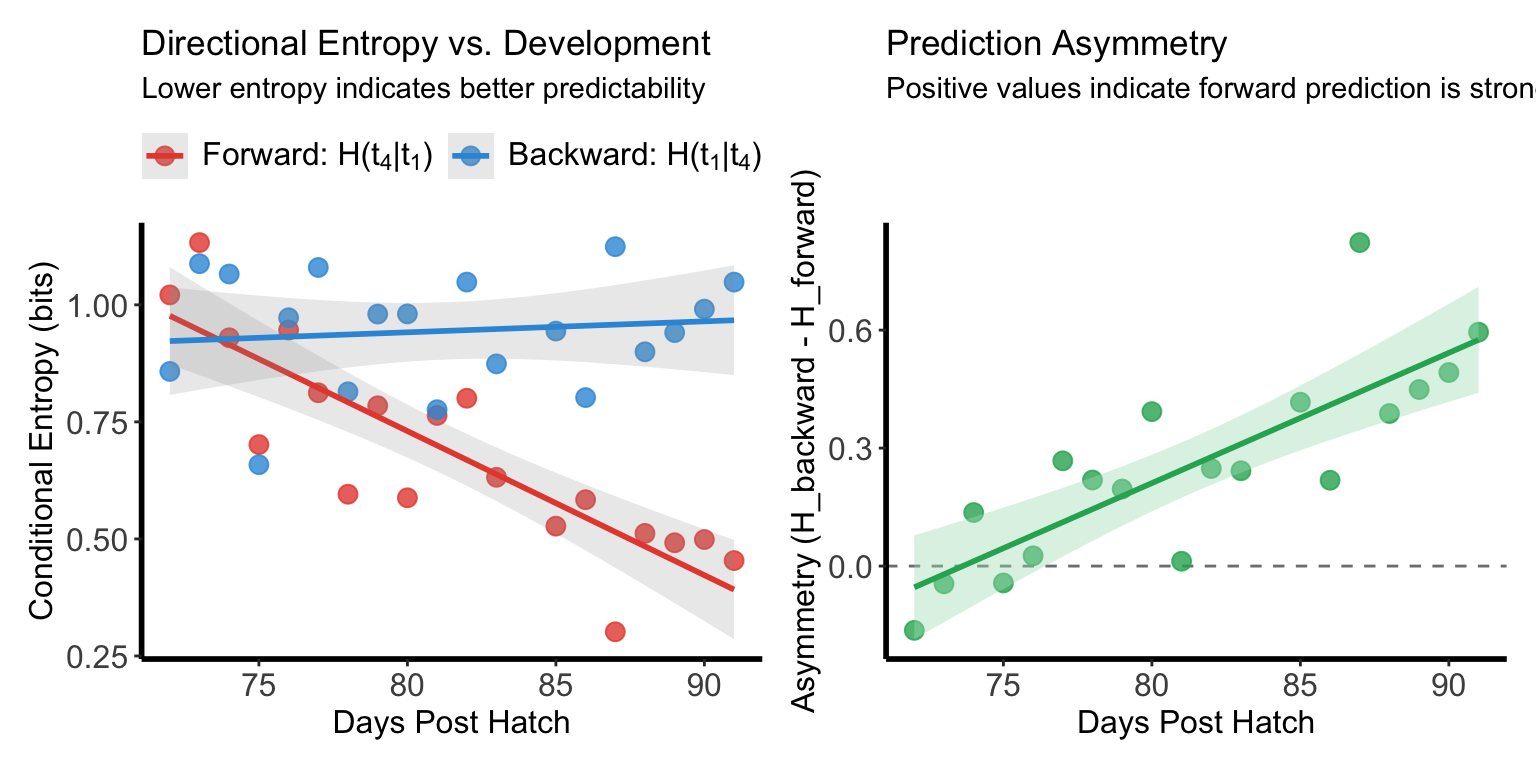 Directional Entropy vs. Development
Lower entropy indicates better predictability
Forward: H(t₄|t₁) Backward: H(t₁|t₄)
Conditional Entropy (bits)
1.00
0.75
0.50
0.25
75 80 85 90
Days Post Hatch
Prediction Asymmetry
Positive values indicate forward prediction is
Asymmetry (H_backward - H_forward)
0.6
0.3
0.0
75 80 85 90
Days Post Hatch